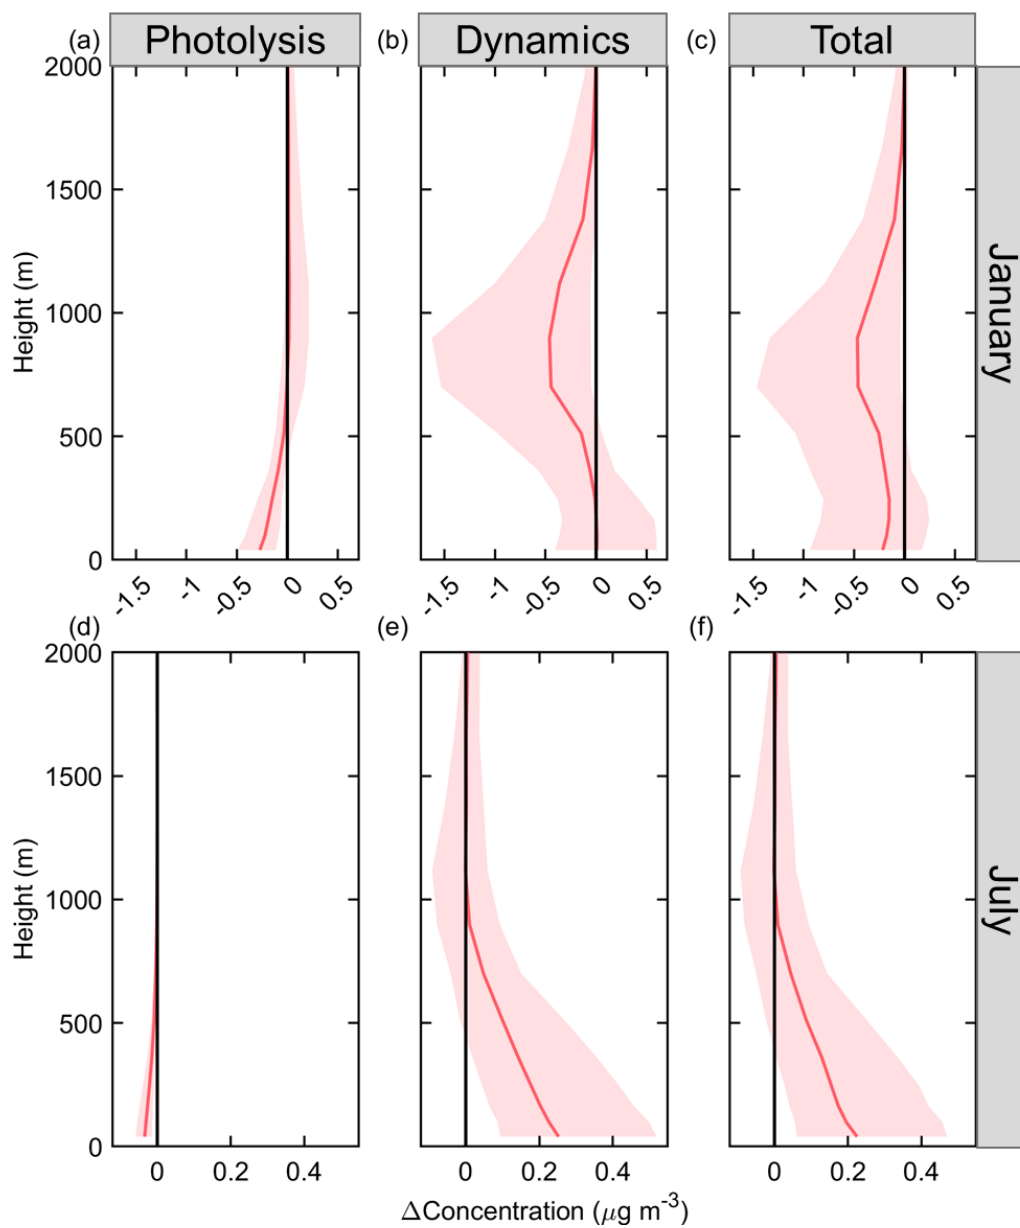 (a) Photolysis (b) Dynamics (c) Total
2000
1500
1000
500
0
Height (m)
January
-1.5 -1 -0.5 0 0.5 -1.5 -1 -0.5 0 0.5 -1.5 -1 -0.5 0 0.5
(d) (e) (f)
2000
1500
1000
500
0
Height (m)
July
0 0.4 0 0.2 0.4 0 0.2 0.4
ΔConcentration (μg m⁻³)